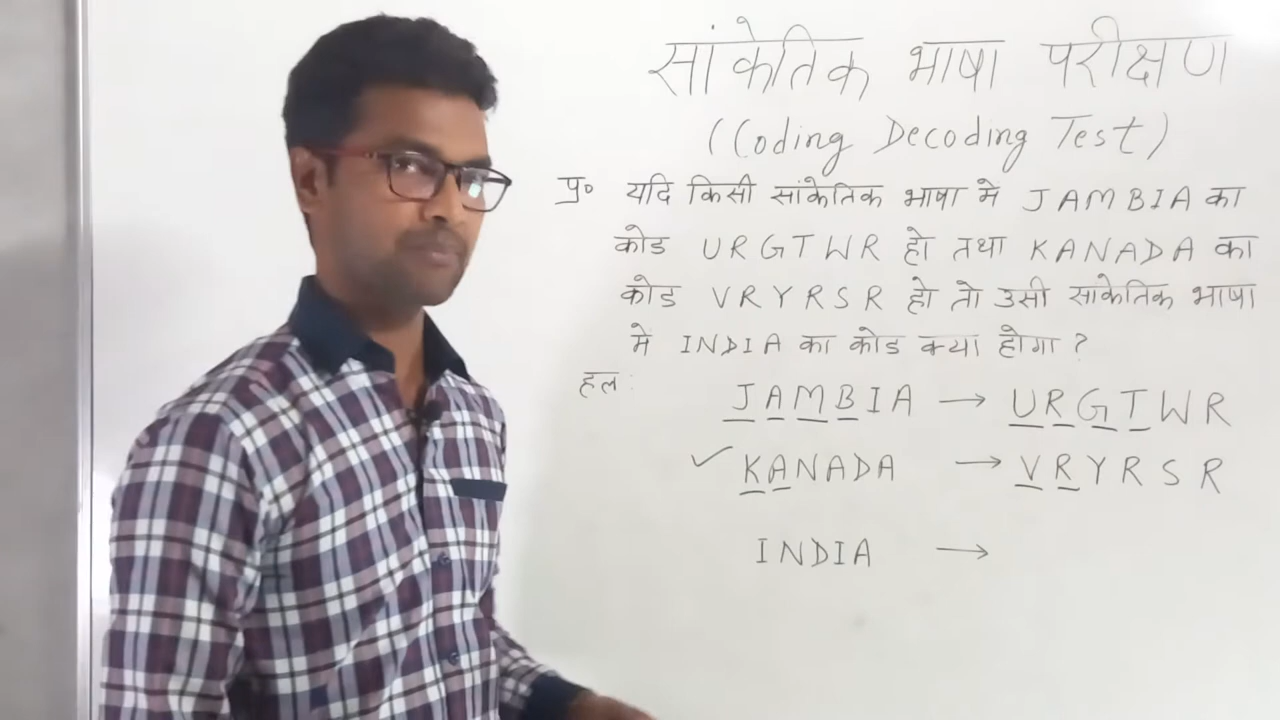 सांकेतिक भाषा परीक्षण
(Coding Decoding Test)
प्र० यदि किसी सांकेतिक भाषा मे JAMBIA का
कोड URGTWR हो तथा KANADA का
कोड VRYRSR हो तो उसी सांकेतिक भाषा
मे INDIA का कोड क्या होगा ?
हल:
JAMBIA → URGTWR
✓ KANADA → VRYRSR
INDIA →